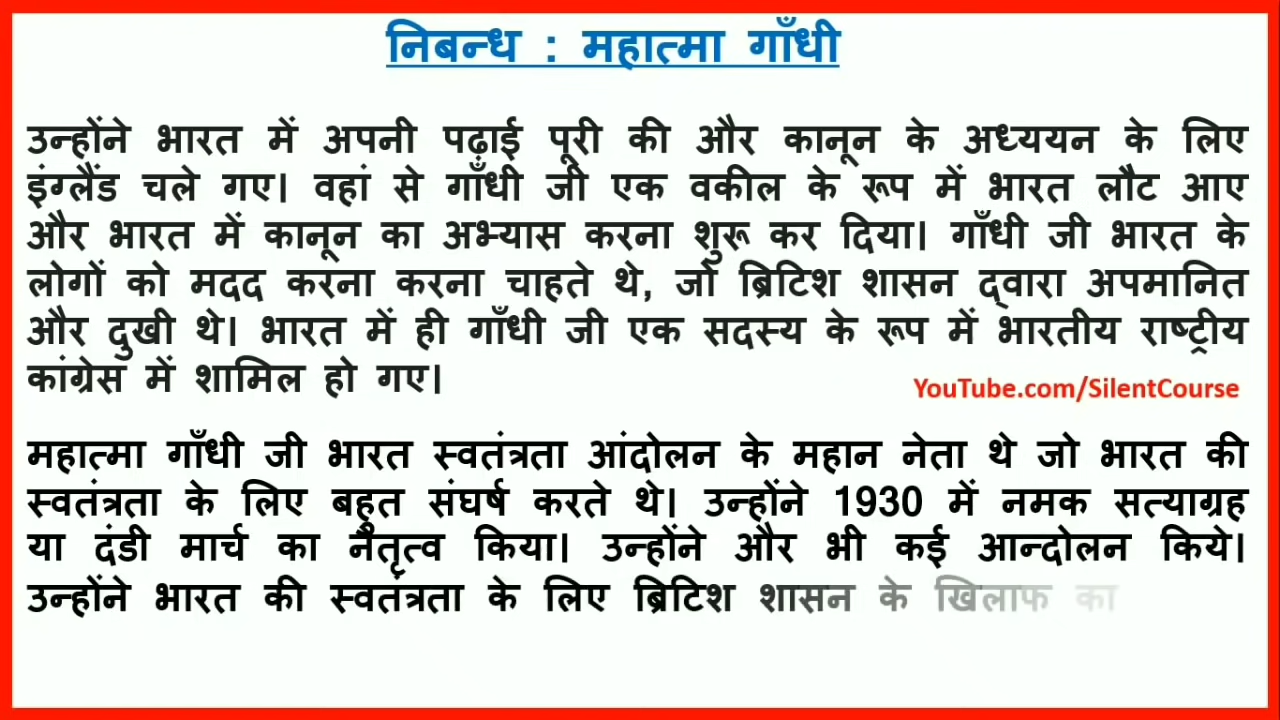 निबन्ध : महात्मा गाँधी
उन्होंने भारत में अपनी पढ़ाई पूरी की और कानून के अध्ययन के लिए
इंग्लैंड चले गए। वहां से गाँधी जी एक वकील के रूप में भारत लौट आए
और भारत में कानून का अभ्यास करना शुरू कर दिया। गाँधी जी भारत के
लोगों को मदद करना करना चाहते थे, जो ब्रिटिश शासन द्वारा अपमानित
और दुखी थे। भारत में ही गाँधी जी एक सदस्य के रूप में भारतीय राष्ट्रीय
कांग्रेस में शामिल हो गए।
YouTube.com/SilentCourse
महात्मा गाँधी जी भारत स्वतंत्रता आंदोलन के महान नेता थे जो भारत की
स्वतंत्रता के लिए बहुत संघर्ष करते थे। उन्होंने 1930 में नमक सत्याग्रह
या दंडी मार्च का नेतृत्व किया। उन्होंने और भी कई आन्दोलन किये।
उन्होंने भारत की स्वतंत्रता के लिए ब्रिटिश शासन के खिलाफ का